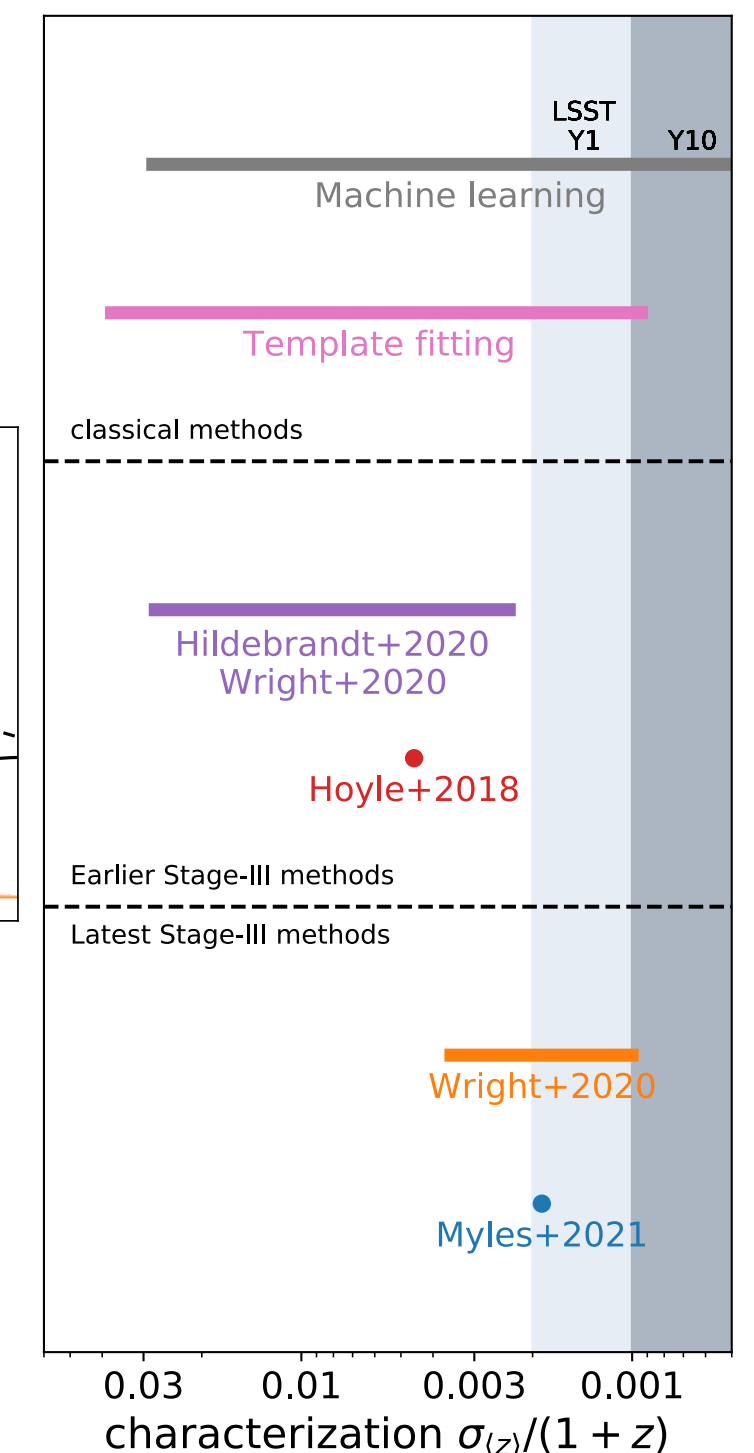 LSST
Y1
Y10
Machine learning
Template fitting
classical methods
Hildebrandt+2020
Wright+2020
Hoyle+2018
Earlier Stage-III methods
Latest Stage-III methods
Wright+2020
Myles+2021
0.03 0.01 0.003 0.001
characterization σ⟨z⟩/(1 + z)